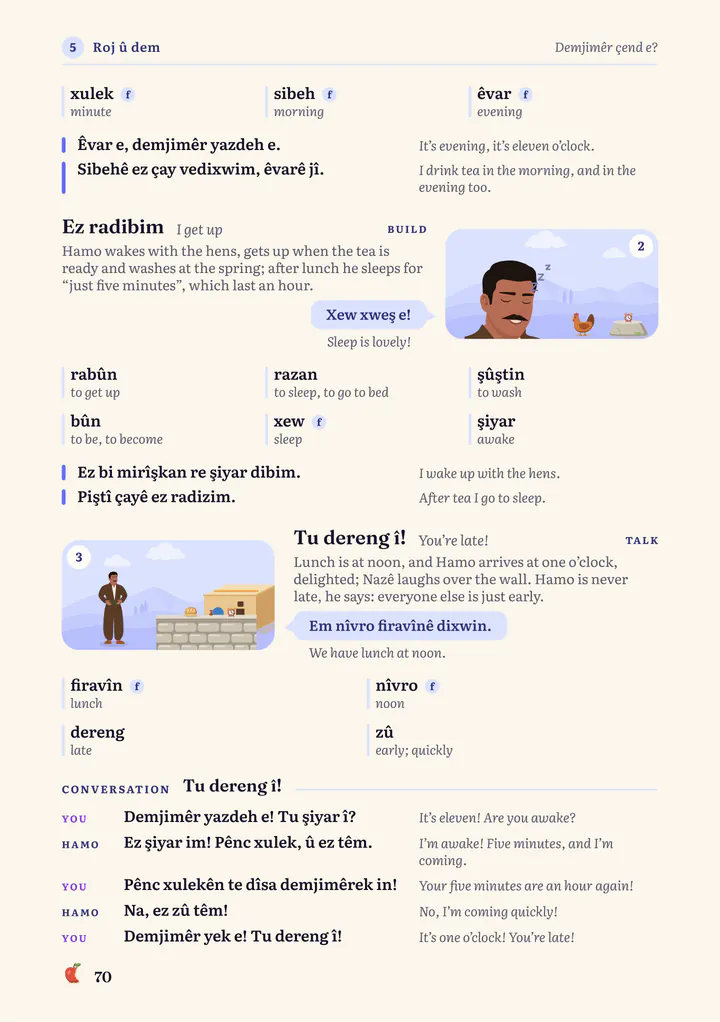 5 Roj û dem
Demjimêr çend e?
xulek f
minute
sibeh f
morning
êvar f
evening
Êvar e, demjimêr yazdeh e.
It's evening, it's eleven o'clock.
Sibehê ez çay vedixwim, êvarê jî.
I drink tea in the morning, and in the
evening too.
Ez radibim I get up
BUILD
Hamo wakes with the hens, gets up when the tea is
ready and washes at the spring; after lunch he sleeps for
“just five minutes”, which last an hour.
Xew xweş e!
Sleep is lovely!
z z z
2
rabûn
to get up
razan
to sleep, to go to bed
şûştin
to wash
bûn
to be, to become
xew f
sleep
şiyar
awake
Ez bi mirîşkan re şiyar dibim.
I wake up with the hens.
Piştî çayê ez radizim.
After tea I go to sleep.
3
Tu dereng î! You're late!
TALK
Lunch is at noon, and Hamo arrives at one o'clock,
delighted; Nazê laughs over the wall. Hamo is never
late, he says: everyone else is just early.
Em nîvro firavînê dixwin.
We have lunch at noon.
firavîn f
lunch
nîvro f
noon
dereng
late
zû
early; quickly
CONVERSATION Tu dereng î!
YOU Demjimêr yazdeh e! Tu şiyar î?
It's eleven! Are you awake?
HAMO Ez şiyar im! Pênc xulek, û ez têm.
I'm awake! Five minutes, and I'm
coming.
YOU Pênc xulekên te dîsa demjimêrek in!
Your five minutes are an hour again!
HAMO Na, ez zû têm!
No, I'm coming quickly!
YOU Demjimêr yek e! Tu dereng î!
It's one o'clock! You're late!
70